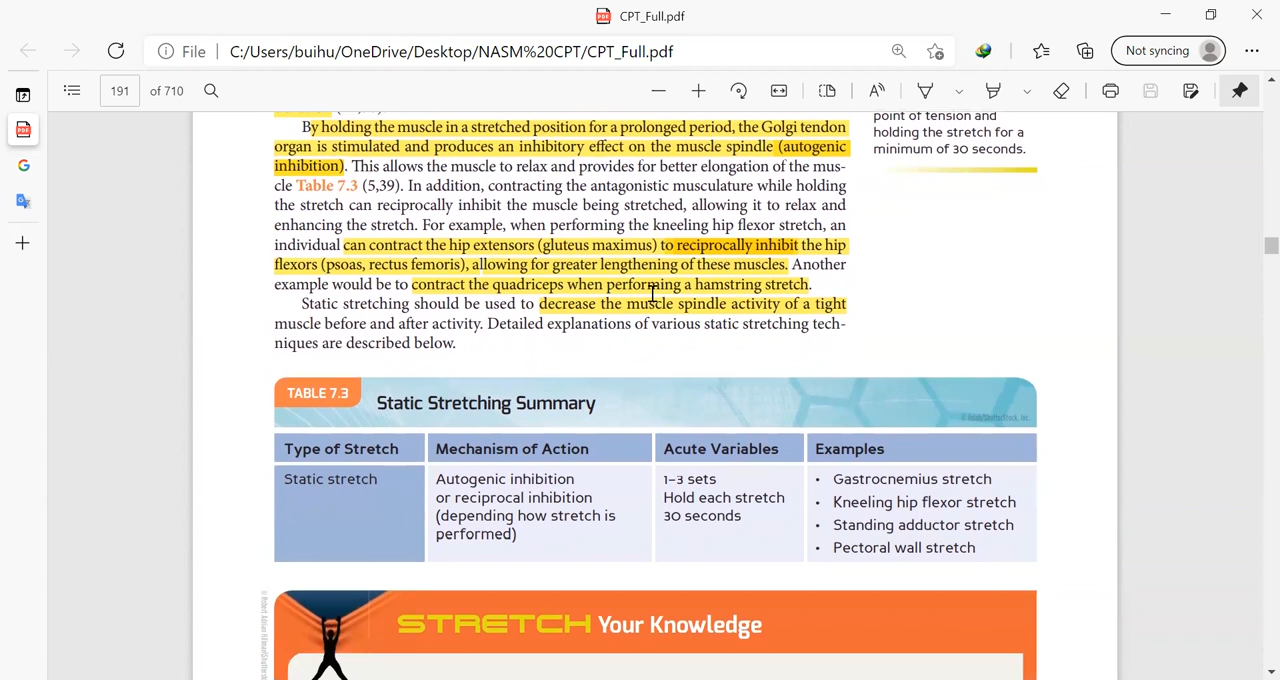 CPT_Full.pdf
File
C:/Users/buihu/OneDrive/Desktop/NASM%20CPT/CPT_Full.pdf
Not syncing
191 of 710
By holding the muscle in a stretched position for a prolonged period, the Golgi tendon
organ is stimulated and produces an inhibitory effect on the muscle spindle (autogenic
inhibition). This allows the muscle to relax and provides for better elongation of the mus-
cle Table 7.3 (5,39). In addition, contracting the antagonistic musculature while holding
the stretch can reciprocally inhibit the muscle being stretched, allowing it to relax and
enhancing the stretch. For example, when performing the kneeling hip flexor stretch, an
individual can contract the hip extensors (gluteus maximus) to reciprocally inhibit the hip
flexors (psoas, rectus femoris), allowing for greater lengthening of these muscles. Another
example would be to contract the quadriceps when performing a hamstring stretch.
Static stretching should be used to decrease the muscle spindle activity of a tight
muscle before and after activity. Detailed explanations of various static stretching tech-
niques are described below.
point of tension and
holding the stretch for a
minimum of 30 seconds.
TABLE 7.3
Static Stretching Summary
Type of Stretch
Mechanism of Action
Acute Variables
Examples
Static stretch
Autogenic inhibition
or reciprocal inhibition
(depending how stretch is
performed)
1–3 sets
Hold each stretch
30 seconds
• Gastrocnemius stretch
• Kneeling hip flexor stretch
• Standing adductor stretch
• Pectoral wall stretch
STRETCH Your Knowledge